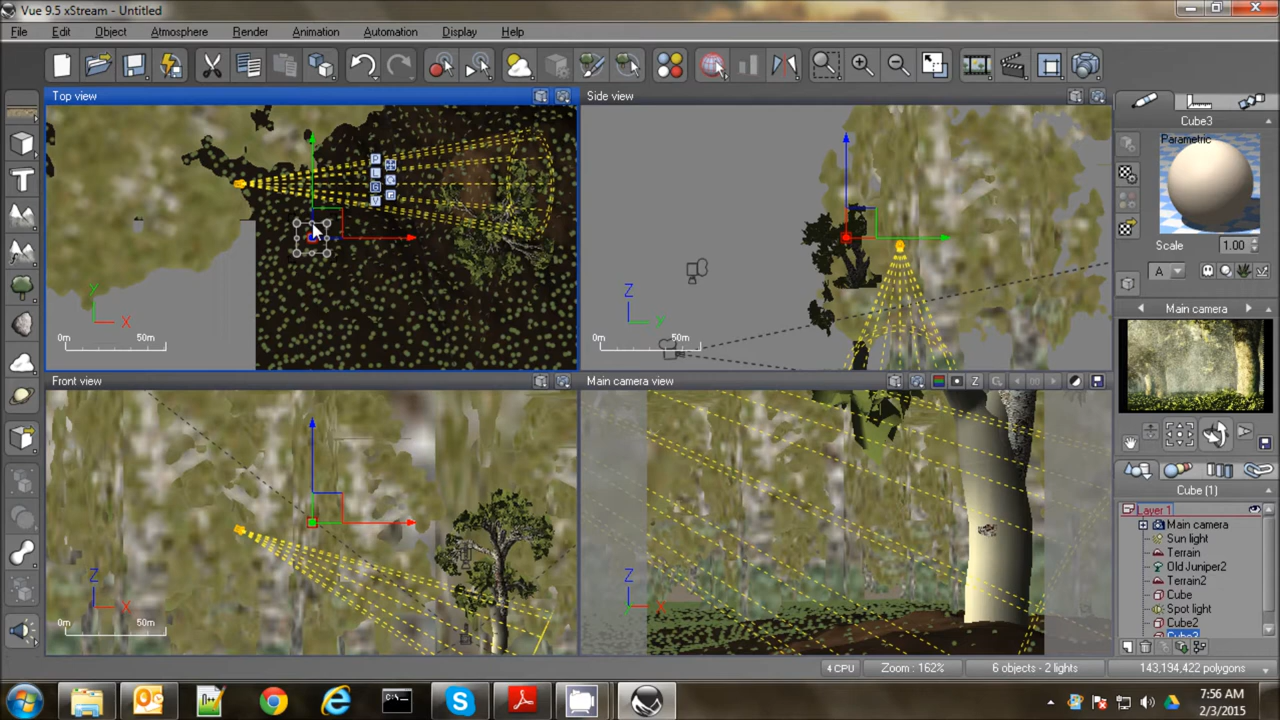 Vue 9.5 xStream - Untitled
File Edit Object Atmosphere Render Animation Automation Display Help
Top view
Side view
Front view
Main camera view
P
L
G
V
Y
X
0m 50m
Z
Y
0m 50m
Z
X
0m 50m
Z
X
Z
Cube3
Parametric
Scale 1.00
A
Main camera
Cube (1)
Layer 1
Main camera
Sun light
Terrain
Old Juniper2
Terrain2
Cube
Spot light
Cube2
Cube3
4 CPU Zoom : 162% 6 objects - 2 lights 143,194,422 polygons
7:56 AM
2/3/2015